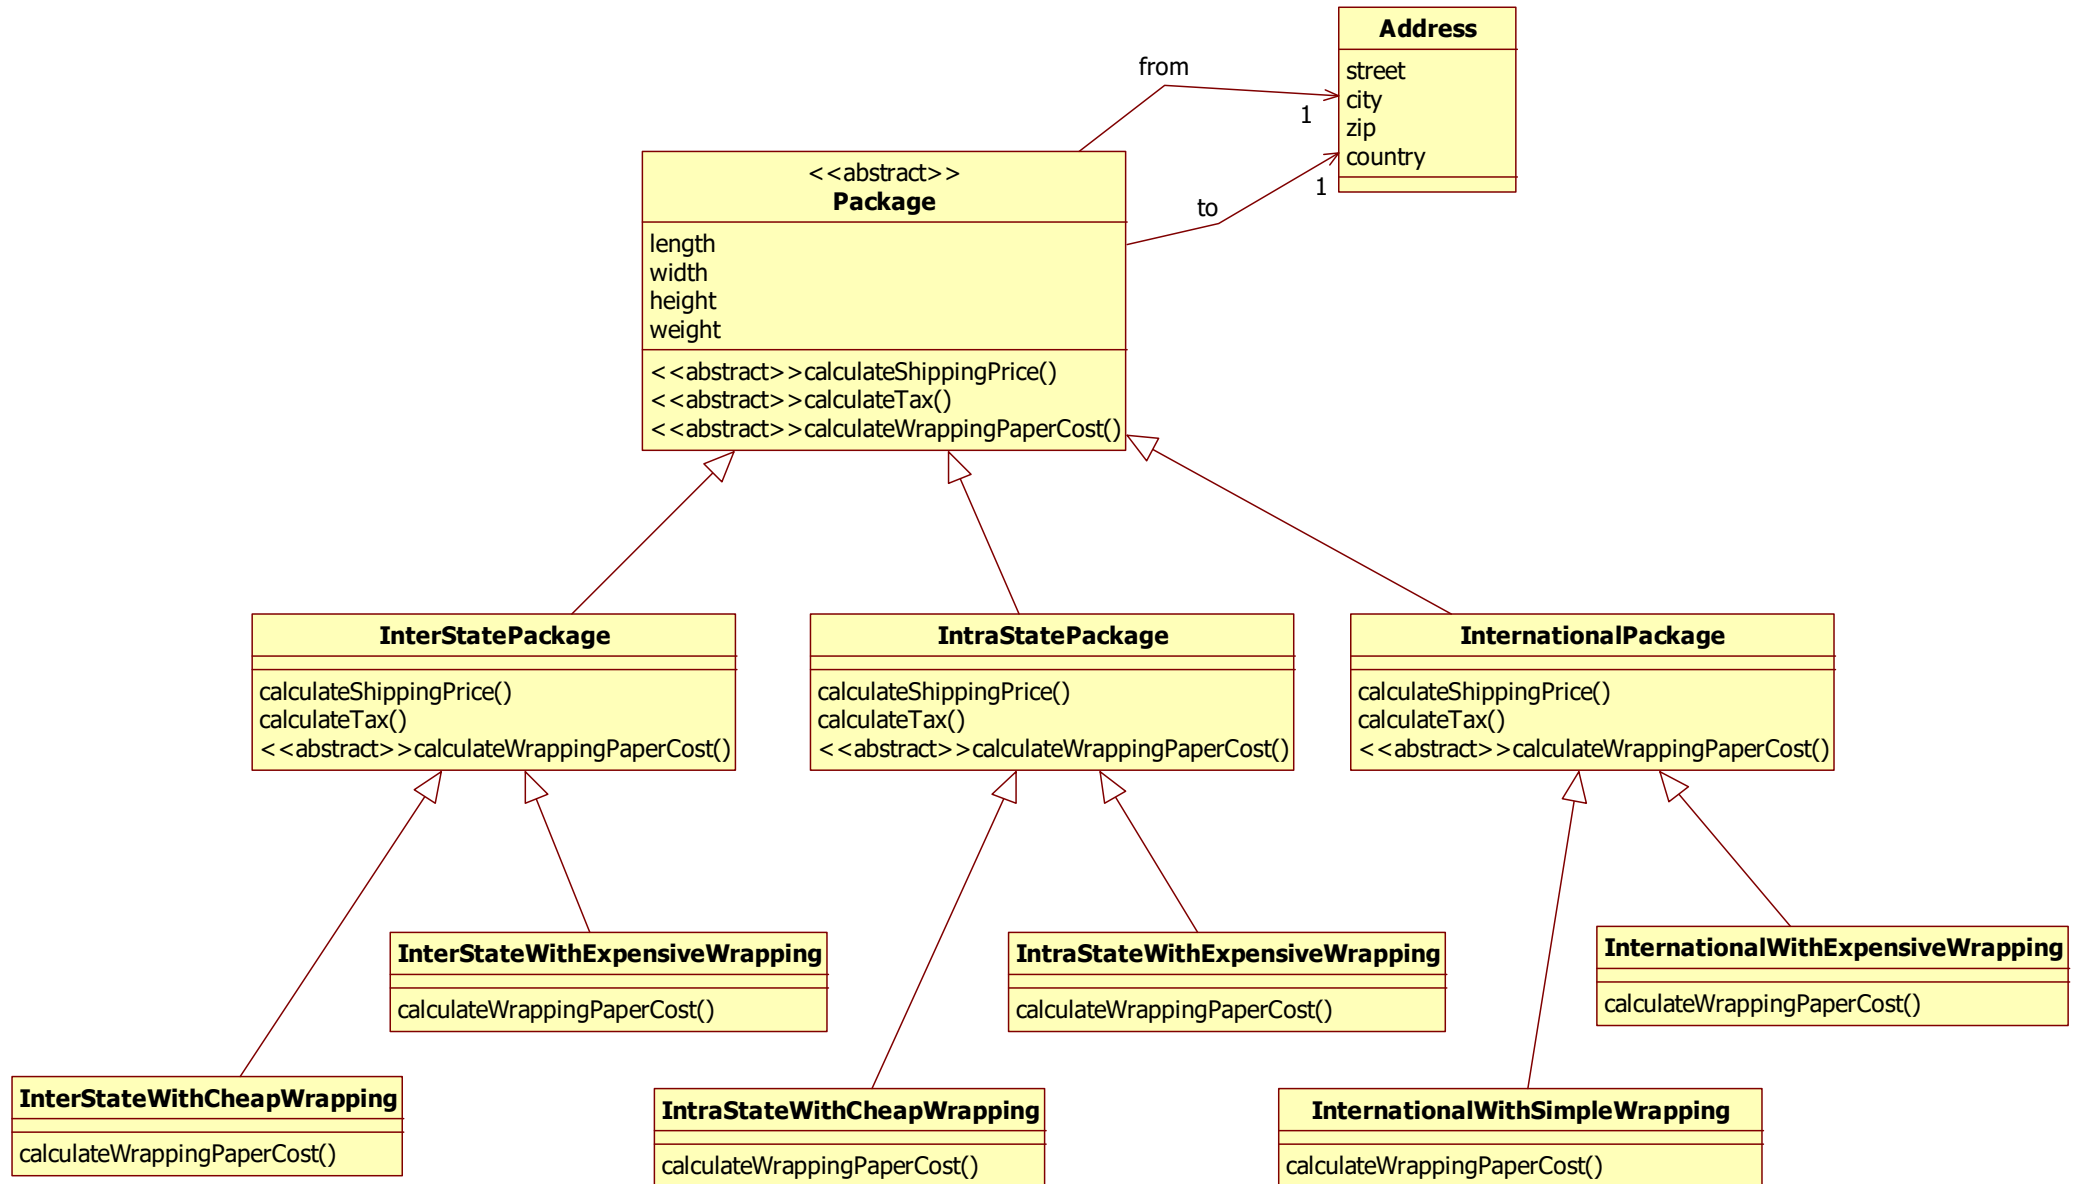 Address
street
city
zip
country
from
1
to
1
<<abstract>>
Package
length
width
height
weight
<<abstract>>calculateShippingPrice()
<<abstract>>calculateTax()
<<abstract>>calculateWrappingPaperCost()
InterStatePackage
calculateShippingPrice()
calculateTax()
<<abstract>>calculateWrappingPaperCost()
IntraStatePackage
calculateShippingPrice()
calculateTax()
<<abstract>>calculateWrappingPaperCost()
InternationalPackage
calculateShippingPrice()
calculateTax()
<<abstract>>calculateWrappingPaperCost()
InterStateWithExpensiveWrapping
calculateWrappingPaperCost()
IntraStateWithExpensiveWrapping
calculateWrappingPaperCost()
InternationalWithExpensiveWrapping
calculateWrappingPaperCost()
InterStateWithCheapWrapping
calculateWrappingPaperCost()
IntraStateWithCheapWrapping
calculateWrappingPaperCost()
InternationalWithSimpleWrapping
calculateWrappingPaperCost()